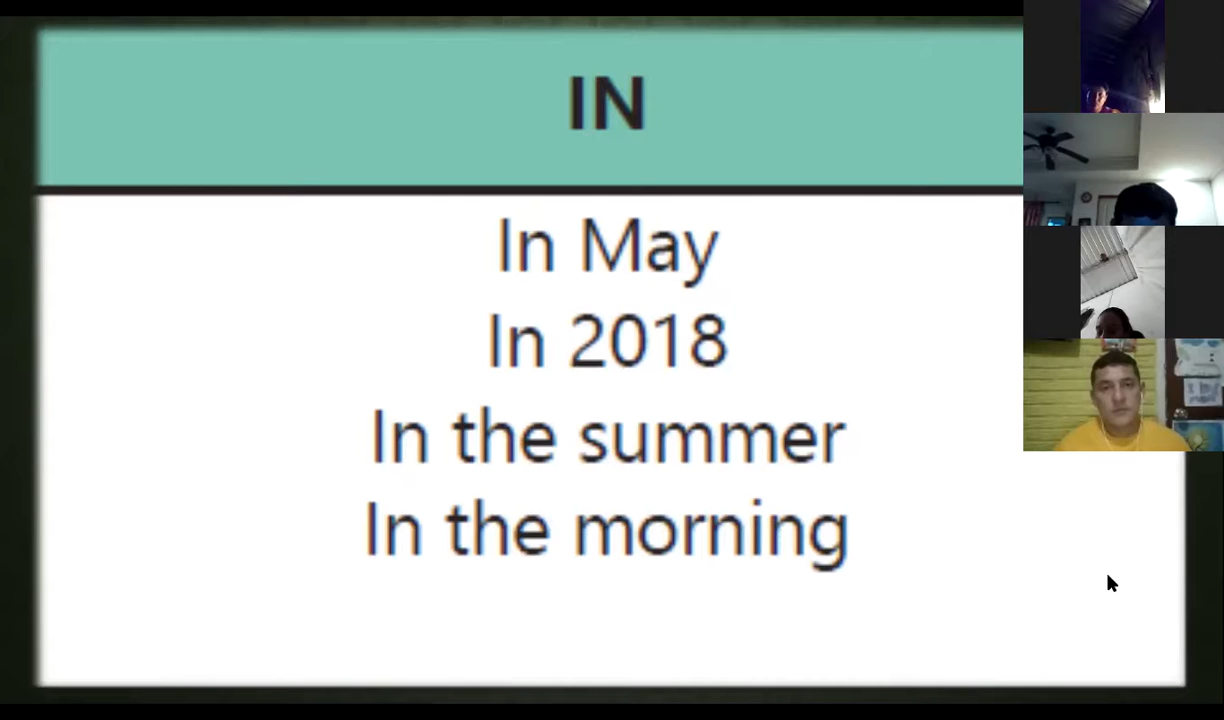 IN
In May
In 2018
In the summer
In the morning